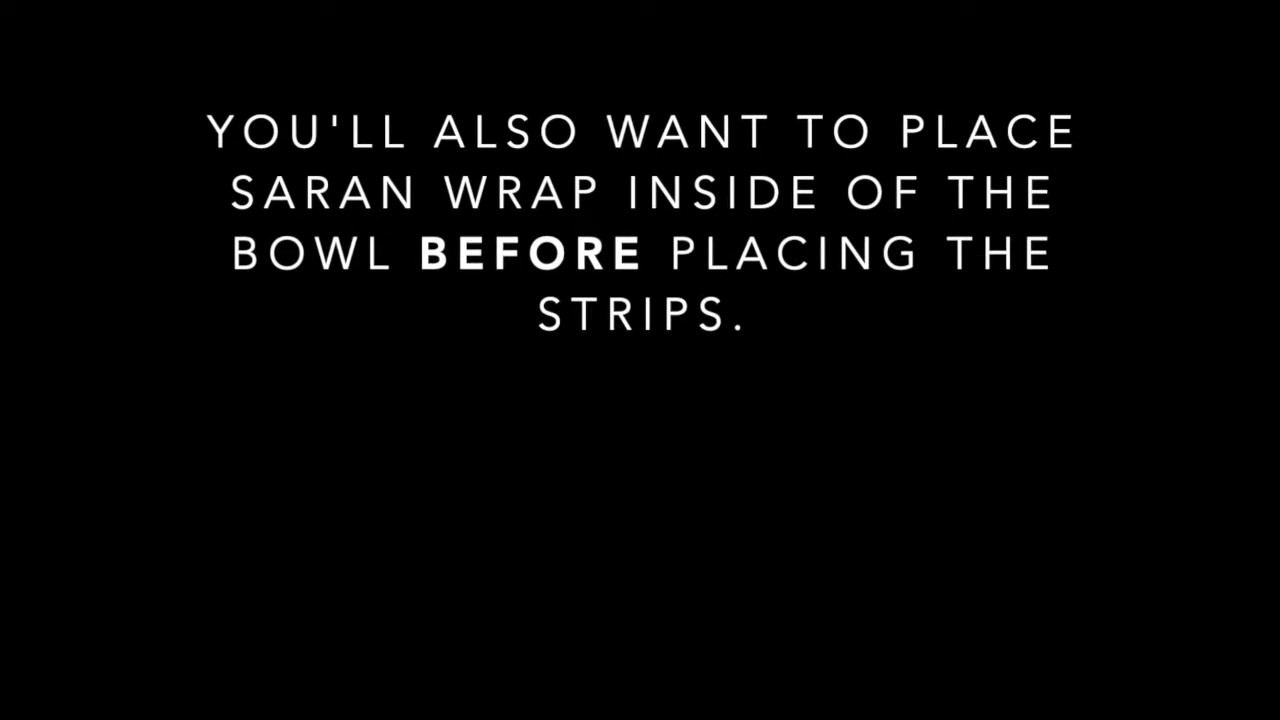 YOU'LL ALSO WANT TO PLACE
SARAN WRAP INSIDE OF THE
BOWL BEFORE PLACING THE
STRIPS.